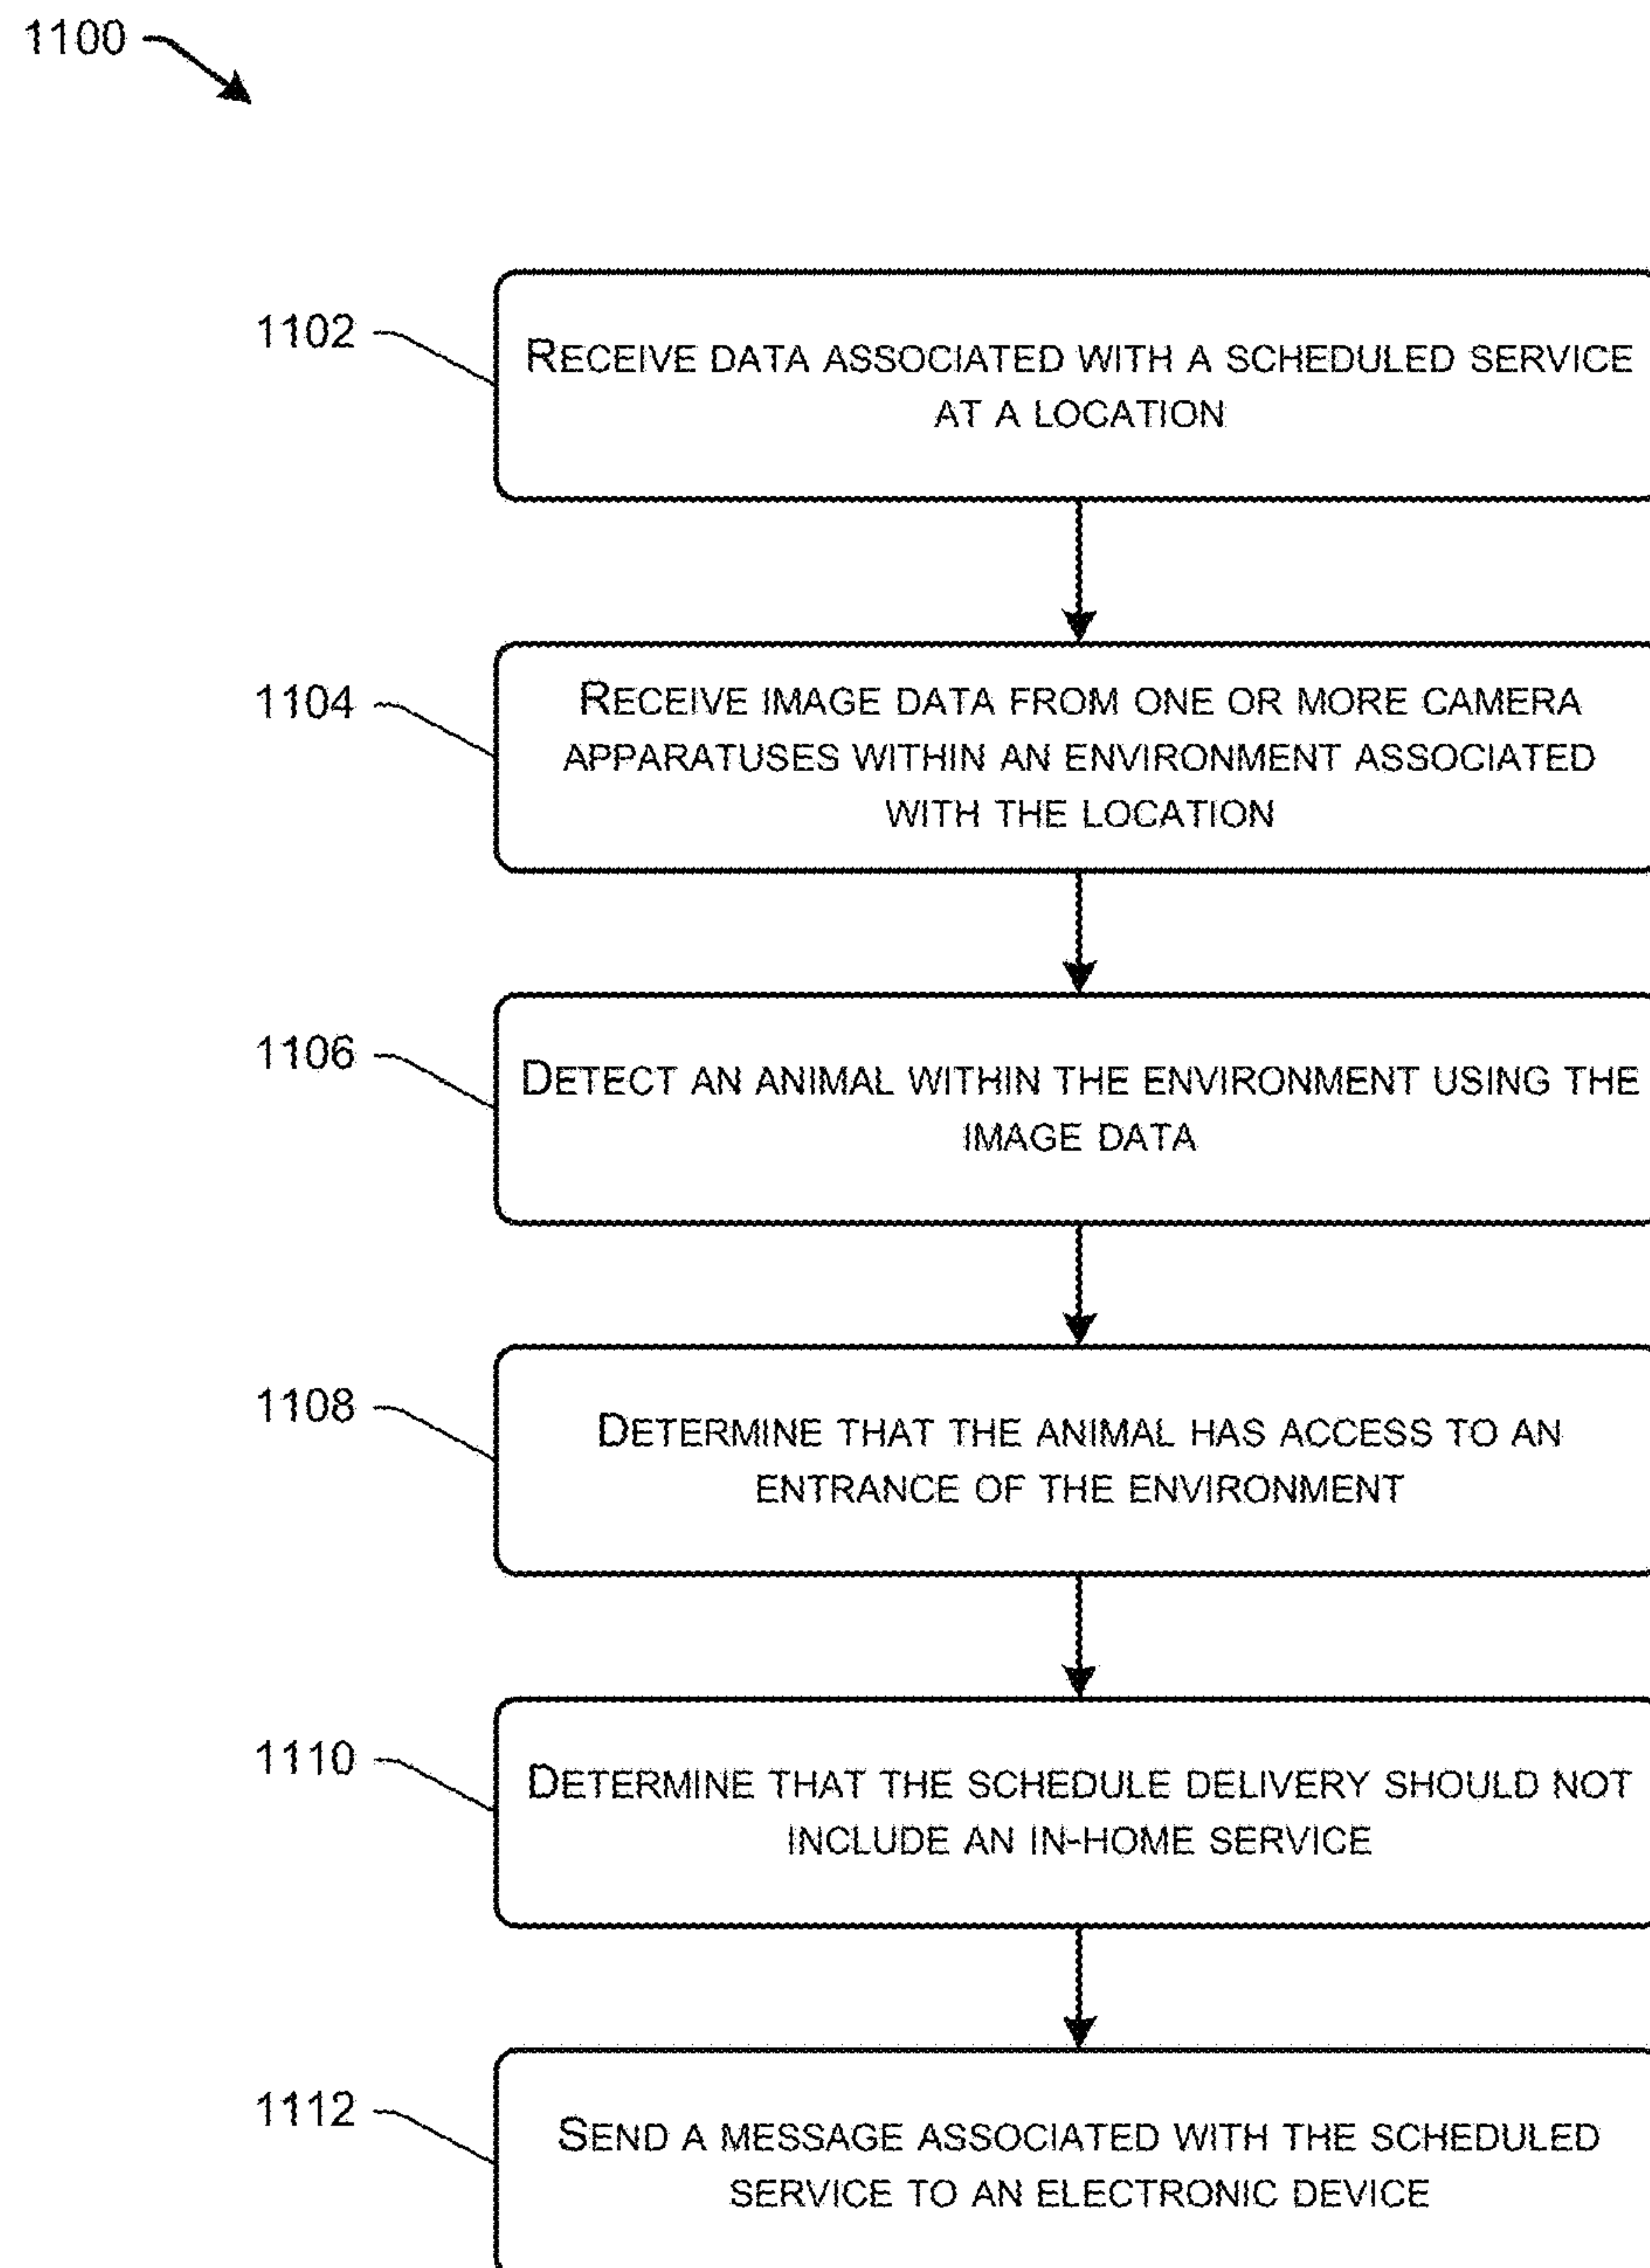 1100
1102
RECEIVE DATA ASSOCIATED WITH A SCHEDULED SERVICE
AT A LOCATION
1104
RECEIVE IMAGE DATA FROM ONE OR MORE CAMERA
APPARATUSES WITHIN AN ENVIRONMENT ASSOCIATED
WITH THE LOCATION
1106
DETECT AN ANIMAL WITHIN THE ENVIRONMENT USING THE
IMAGE DATA
1108
DETERMINE THAT THE ANIMAL HAS ACCESS TO AN
ENTRANCE OF THE ENVIRONMENT
1110
DETERMINE THAT THE SCHEDULE DELIVERY SHOULD NOT
INCLUDE AN IN-HOME SERVICE
1112
SEND A MESSAGE ASSOCIATED WITH THE SCHEDULED
SERVICE TO AN ELECTRONIC DEVICE